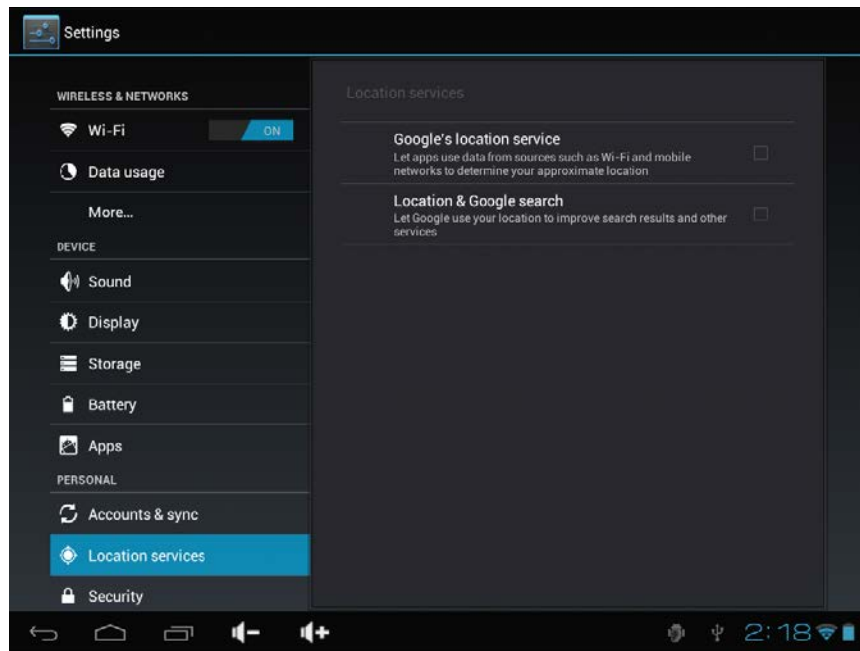 Settings
WIRELESS & NETWORKS
Wi-Fi
ON
Data usage
More...
DEVICE
Sound
Display
Storage
Battery
Apps
PERSONAL
Accounts & sync
Location services
Security
Location services
Google's location service
Let apps use data from sources such as Wi-Fi and mobile
networks to determine your approximate location
Location & Google search
Let Google use your location to improve search results and other
services
2:18